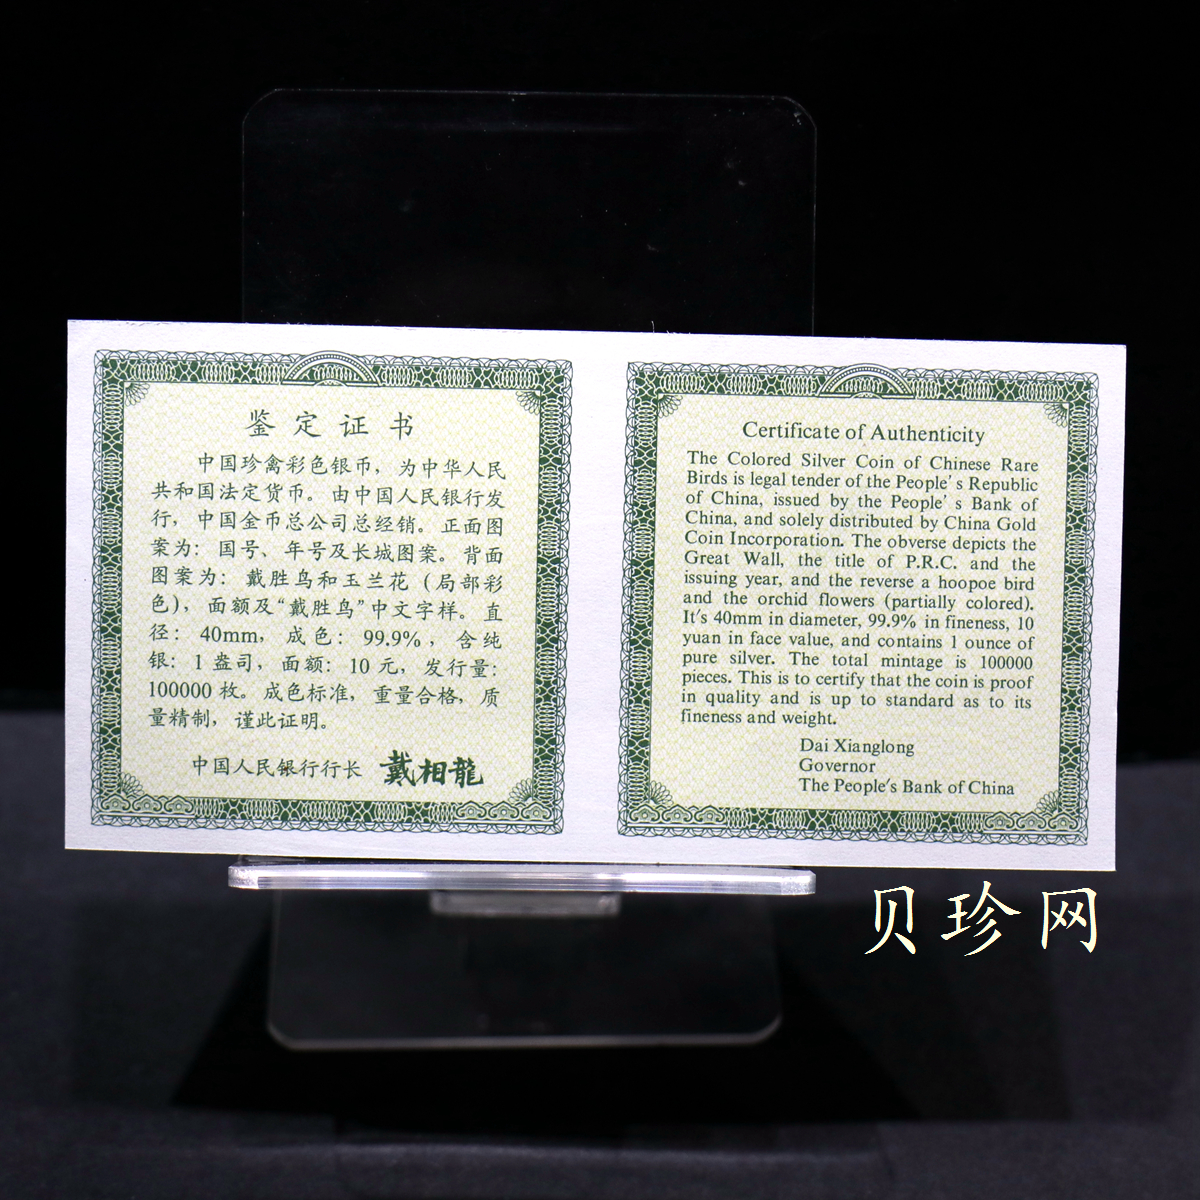 鉴定证书
中国珍禽彩色银币，为中华人民
共和国法定货币。由中国人民银行发
行，中国金币总公司总经销。正面图
案为：国号、年号及长城图案。背面
图案为：戴胜鸟和玉兰花（局部彩
色），面额及“戴胜鸟”中文字样。直
径：40mm，成色：99.9%，含纯
银：1盎司，面额：10元，发行量：
100000枚。成色标准，重量合格，质
量精制，谨此证明。
中国人民银行行长 戴相龍
Certificate of Authenticity
The Colored Silver Coin of Chinese Rare
Birds is legal tender of the People's Republic
of China, issued by the People's Bank of
China, and solely distributed by China Gold
Coin Incorporation. The obverse depicts the
Great Wall, the title of P.R.C. and the
issuing year, and the reverse a hoopoe bird
and the orchid flowers (partially colored).
It's 40mm in diameter, 99.9% in fineness, 10
yuan in face value, and contains 1 ounce of
pure silver. The total mintage is 100000
pieces. This is to certify that the coin is proof
in quality and is up to standard as to its
fineness and weight.
Dai Xianglong
Governor
The People's Bank of China
贝珍网